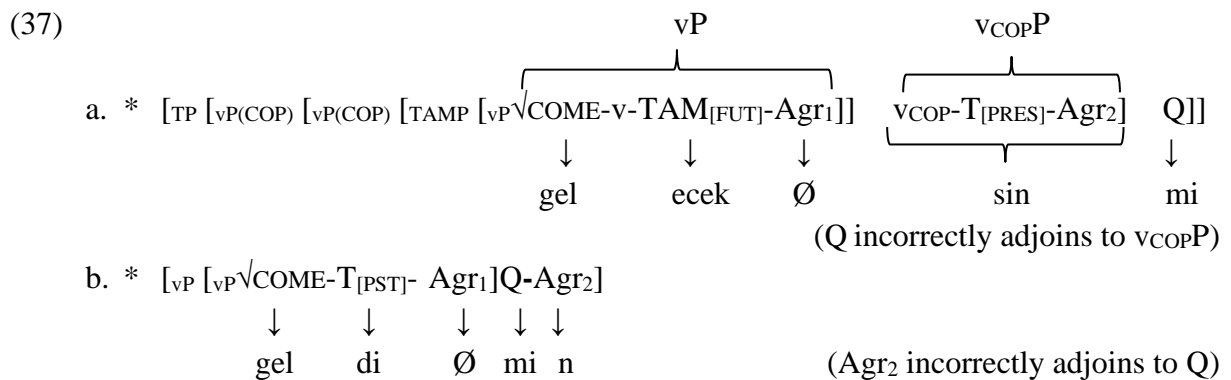 (37) vP vCOPP
a. * [TP [vP(COP) [vP(COP) [TAMP [vP√COME-v-TAM[FUT]-Agr1]] vCOP-T[PRES]-Agr2] Q]]
↓ ↓ ↓ ↓
gel ecek Ø sin mi
(Q incorrectly adjoins to vCOPP)
b. * [vP [vP√COME-T[PST]- Agr1]Q-Agr2]
↓ ↓ ↓ ↓ ↓
gel di Ø mi n (Agr2 incorrectly adjoins to Q)